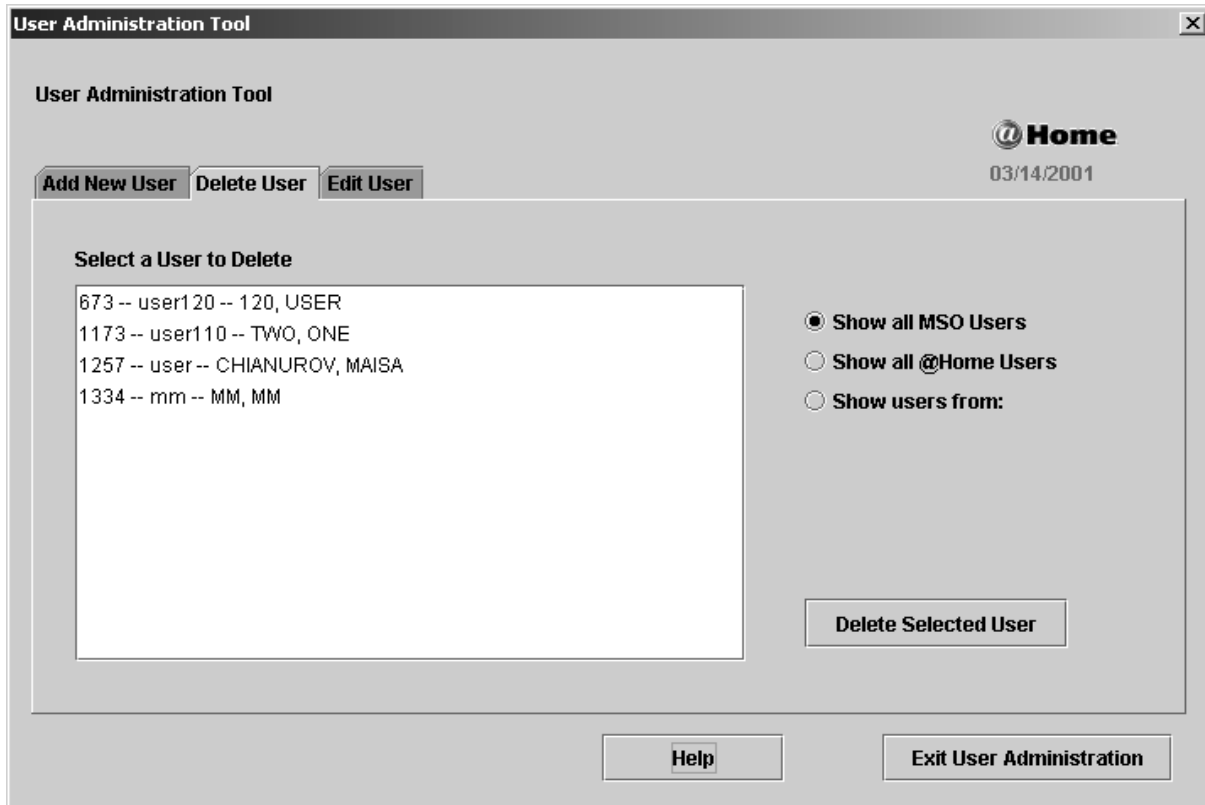 User Administration Tool
User Administration Tool
@Home
03/14/2001
Add New User Delete User Edit User
Select a User to Delete
673 -- user120 -- 120, USER
1173 -- user110 -- TWO, ONE
1257 -- user -- CHIANUROV, MAISA
1334 -- mm -- MM, MM
Show all MSO Users
Show all @Home Users
Show users from:
Delete Selected User
Help Exit User Administration